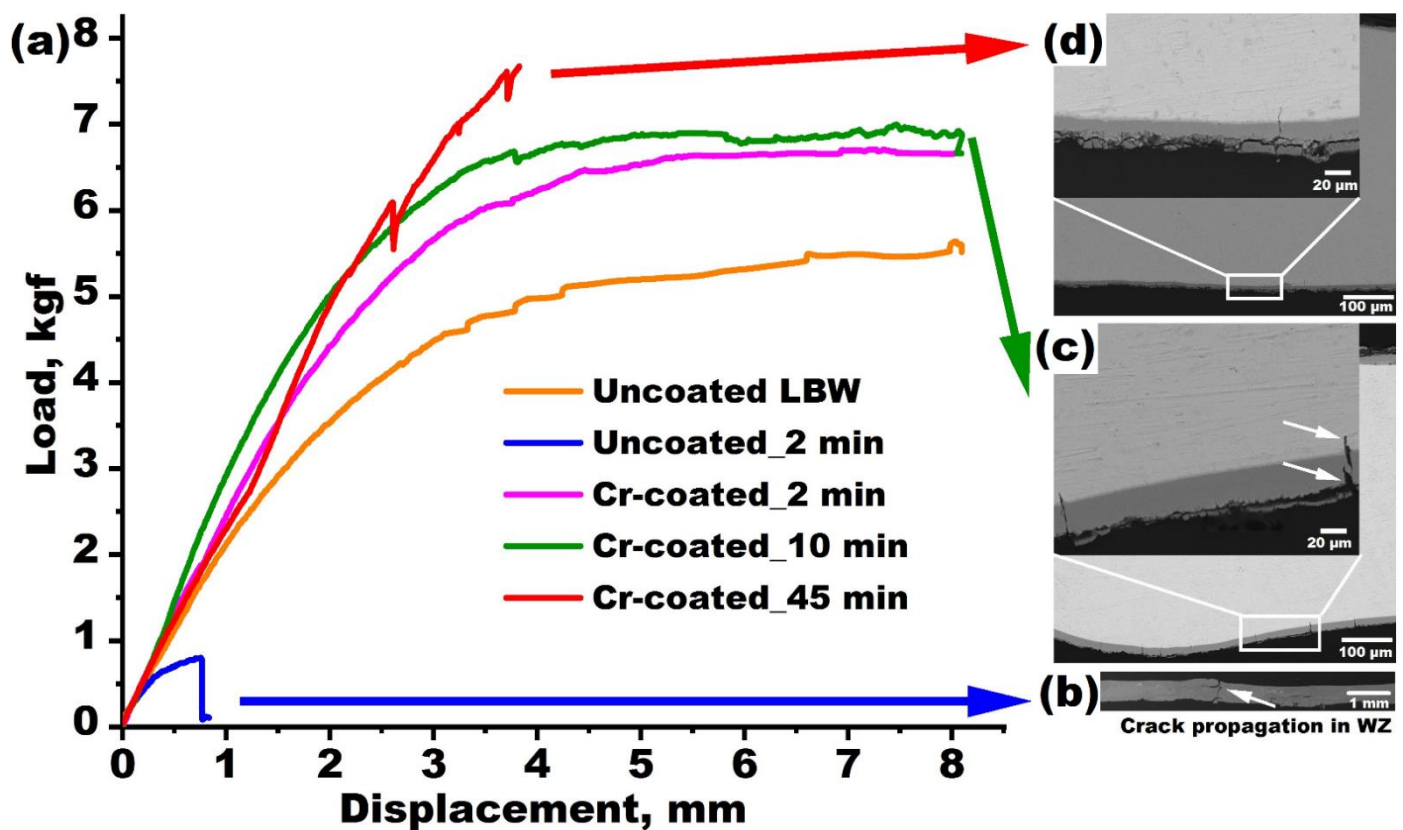 (a)
8
7
6
5
4
3
2
1
0
Load, kgf
0 1 2 3 4 5 6 7 8
Displacement, mm
Uncoated LBW
Uncoated_2 min
Cr-coated_2 min
Cr-coated_10 min
Cr-coated_45 min
(d)
20 µm
100 µm
(c)
20 µm
100 µm
(b)
1 mm
Crack propagation in WZ